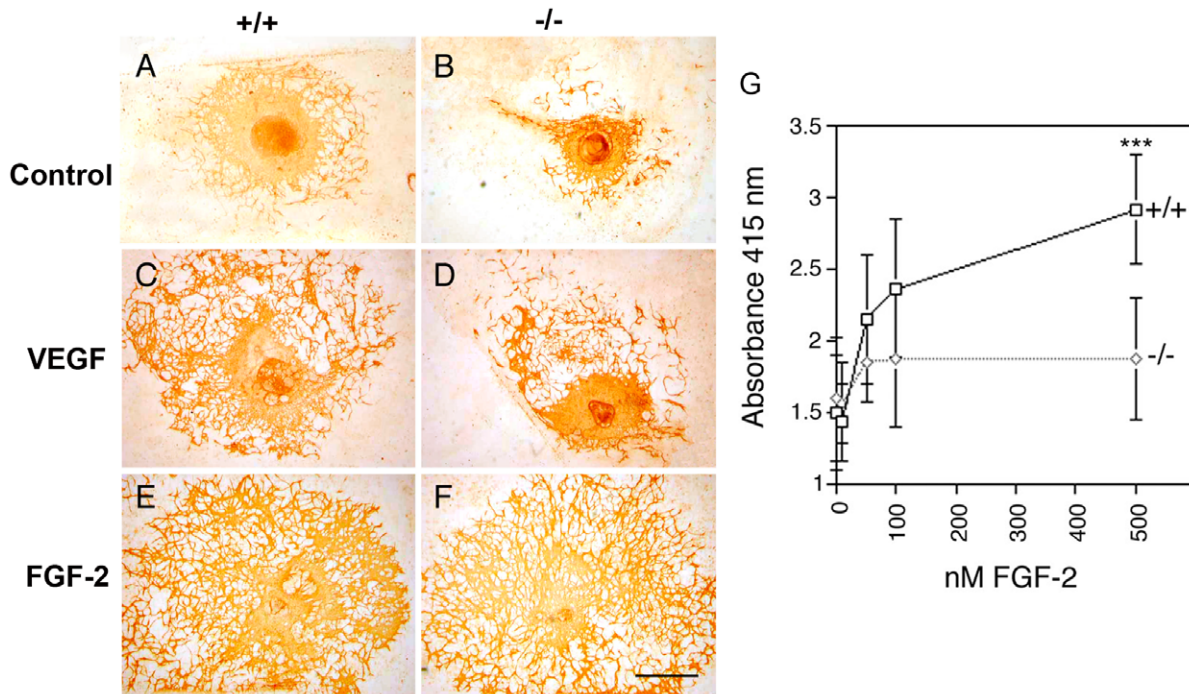 +/+ -/-
A B
Control
C D
VEGF
E F
FGF-2
G
Absorbance 415 nm
3.5
3
2.5
2
1.5
1
***
+/+
-/-
0 100 200 300 400 500
nM FGF-2